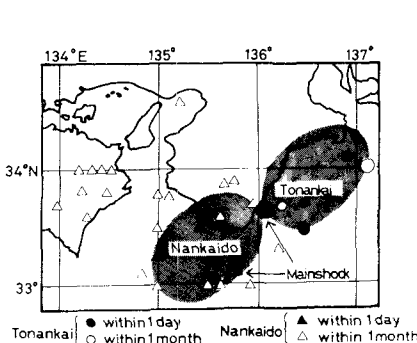 134°E 135° 136° 137°
34°N
Tonankai
Nankaido
33°
Mainshock
Tonankai { ● within 1 day Nankaido { ▲ within 1 day
○ within 1 month △ within 1 month